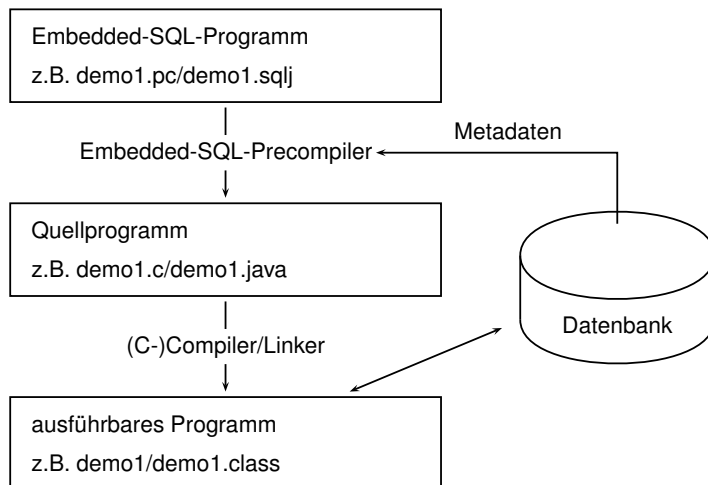 Embedded-SQL-Programm
z.B. demo1.pc/demo1.sqlj
Metadaten
Embedded-SQL-Precompiler
Quellprogramm
z.B. demo1.c/demo1.java
Datenbank
(C-)Compiler/Linker
ausführbares Programm
z.B. demo1/demo1.class